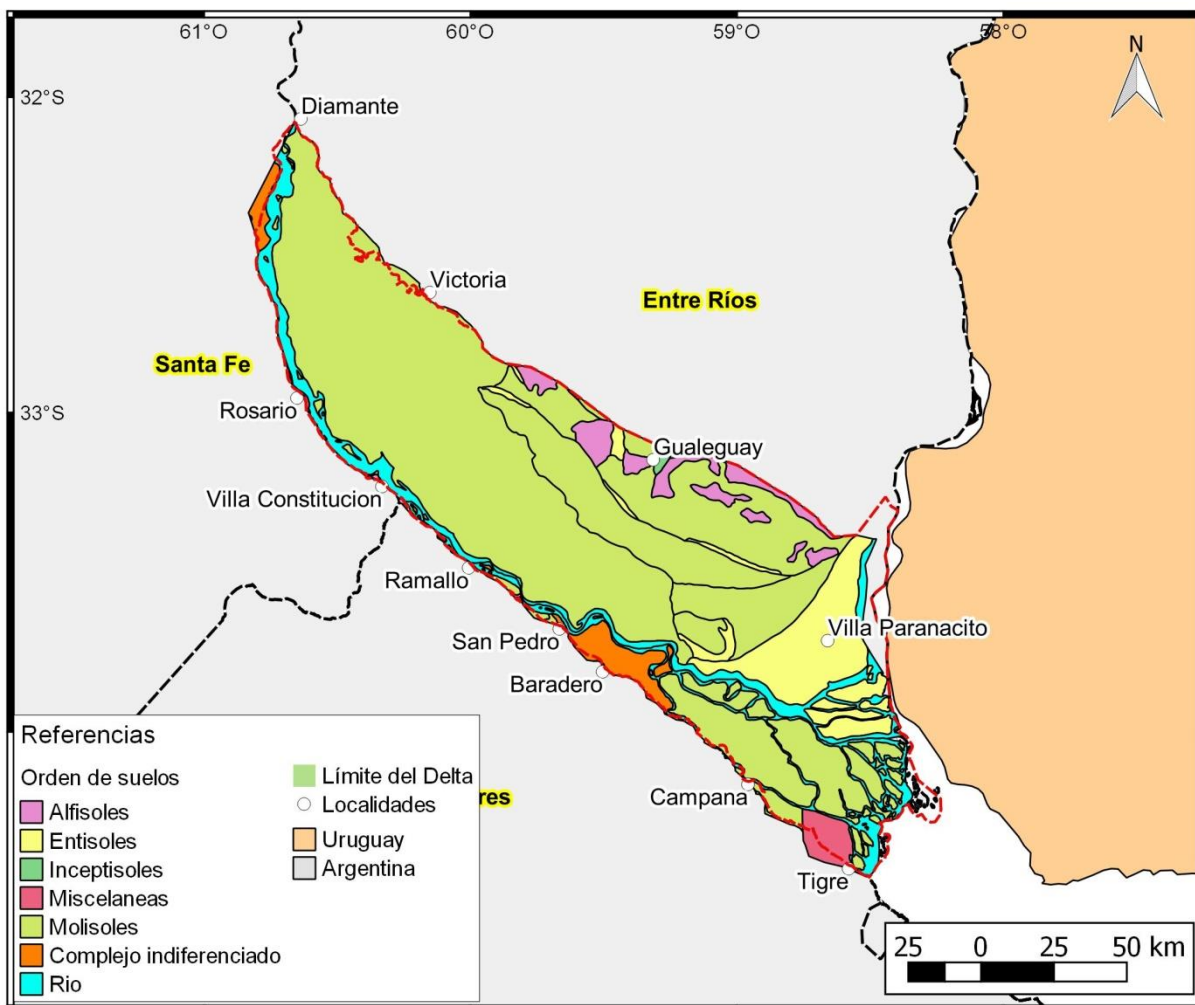 61°O
60°O
59°O
58°O
N
32°S
Diamante
Victoria
Entre Ríos
Santa Fe
33°S
Rosario
Gualeguay
Villa Constitucion
Ramallo
San Pedro
Villa Paranacito
Baradero
Referencias
Orden de suelos
Límite del Delta
Localidades
res
Campana
Alfisoles
Entisoles
Uruguay
Inceptisoles
Argentina
Miscelaneas
Tigre
Molisoles
Complejo indiferenciado
Rio
25 0 25 50 km